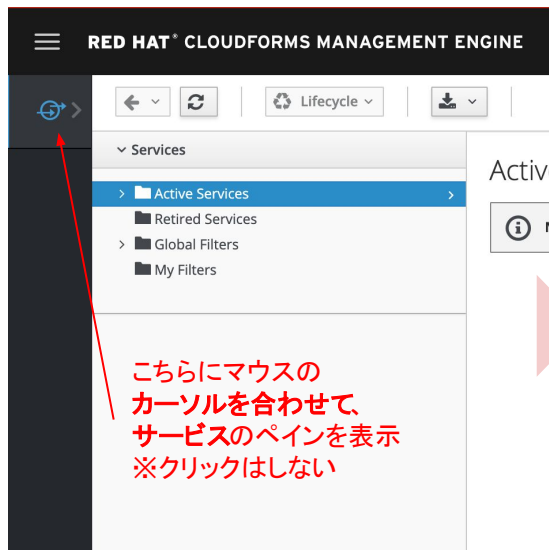 RED HAT® CLOUDFORMS MANAGEMENT ENGINE
Lifecycle
Services
Active Services
Retired Services
Global Filters
My Filters
こちらにマウスの
カーソルを合わせて、
サービスのペインを表示
※クリックはしない